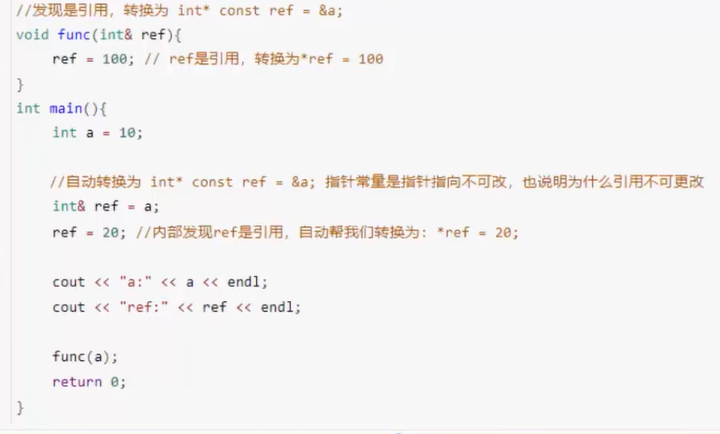 //发现是引用，转换为 int* const ref = &a;
void func(int& ref){
    ref = 100; // ref是引用，转换为*ref = 100
}
int main(){
    int a = 10;
    //自动转换为 int* const ref = &a; 指针常量是指针指向不可改，也说明为什么引用不可更改
    int& ref = a;
    ref = 20; //内部发现ref是引用，自动帮我们转换为: *ref = 20;
    cout << "a:" << a << endl;
    cout << "ref:" << ref << endl;
    func(a);
    return 0;
}